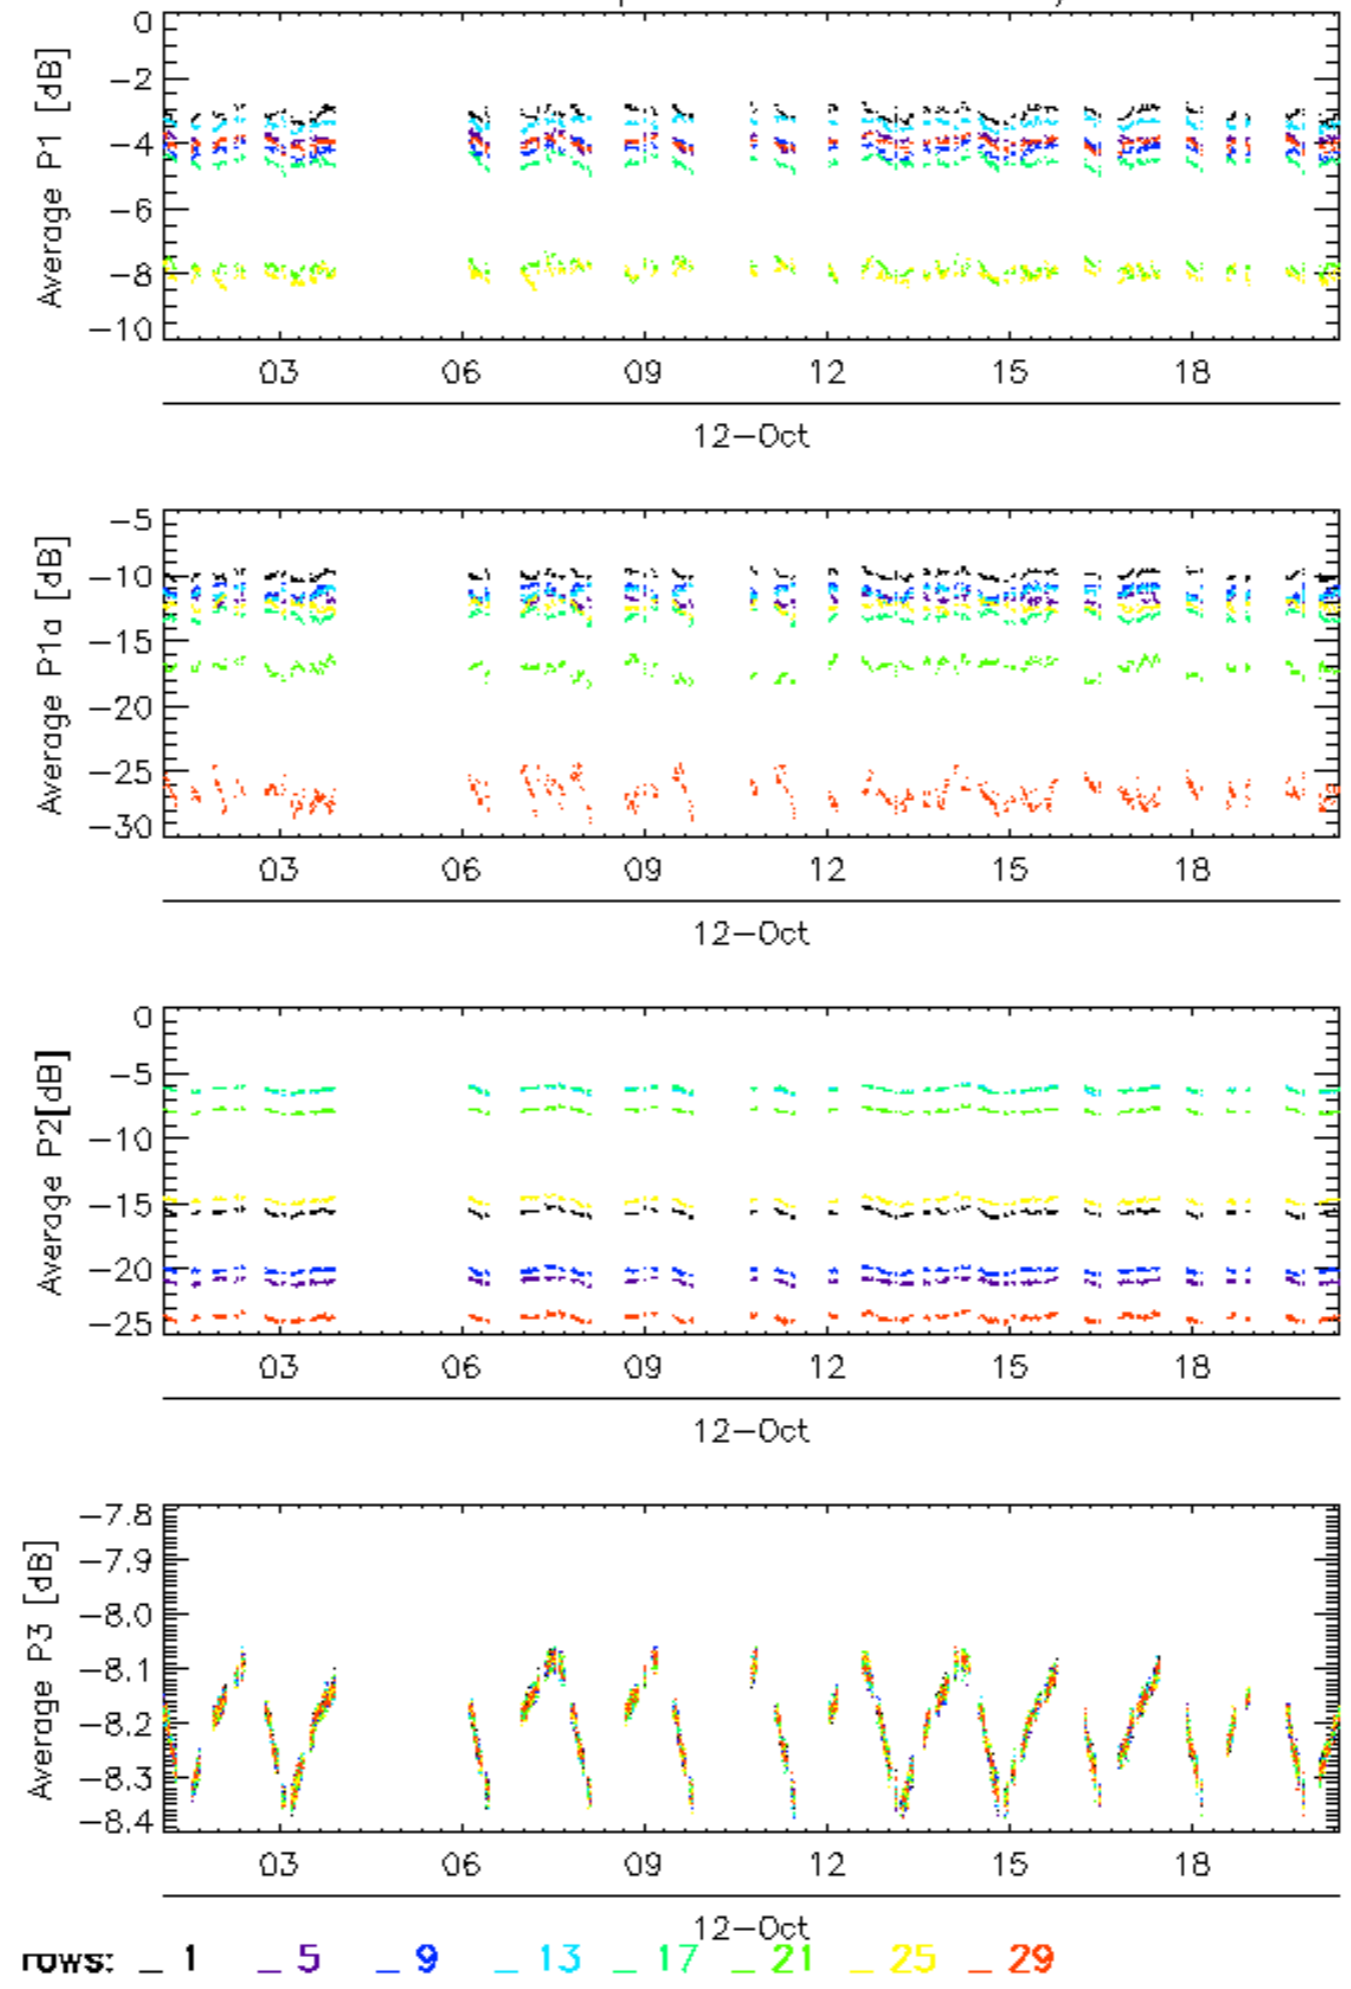 Average P1 [dB]
0
−2
−4
−6
−8
−10
03 06 09 12 15 18
12−Oct
Average P1a [dB]
−5
−10
−15
−20
−25
−30
03 06 09 12 15 18
12−Oct
Average P2[dB]
0
−5
−10
−15
−20
−25
03 06 09 12 15 18
12−Oct
Average P3 [dB]
−7.8
−7.9
−8.0
−8.1
−8.2
−8.3
−8.4
03 06 09 12 15 18
12−Oct
rows: _ 1 _ 5 _ 9 _ 13 _ 17 _ 21 _ 25 _ 29